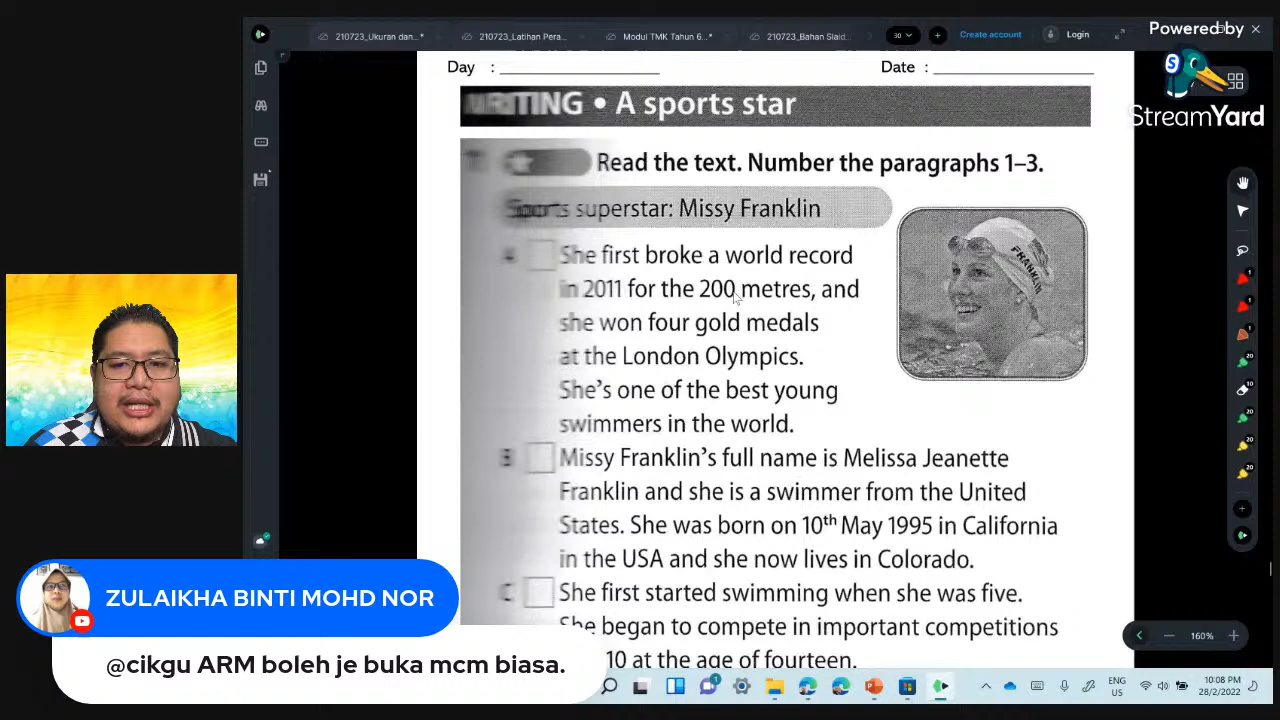 210723_Ukuran dan...*
210723_Latihan Pera...
Modul TMK Tahun 6...*
210723_Bahan Slaid...
30
Create account
Login
Powered by
StreamYard
Day : 
Date : 
WRITING • A sports star
Read the text. Number the paragraphs 1–3.
Sports superstar: Missy Franklin
FRANKLIN
A She first broke a world record
in 2011 for the 200 metres, and
she won four gold medals
at the London Olympics.
She's one of the best young
swimmers in the world.
B Missy Franklin's full name is Melissa Jeanette
Franklin and she is a swimmer from the United
States. She was born on 10th May 1995 in California
in the USA and she now lives in Colorado.
C She first started swimming when she was five.
She began to compete in important competitions
10 at the age of fourteen.
ZULAIKHA BINTI MOHD NOR
@cikgu ARM boleh je buka mcm biasa.
160%
ENG
US
10:08 PM
28/2/2022